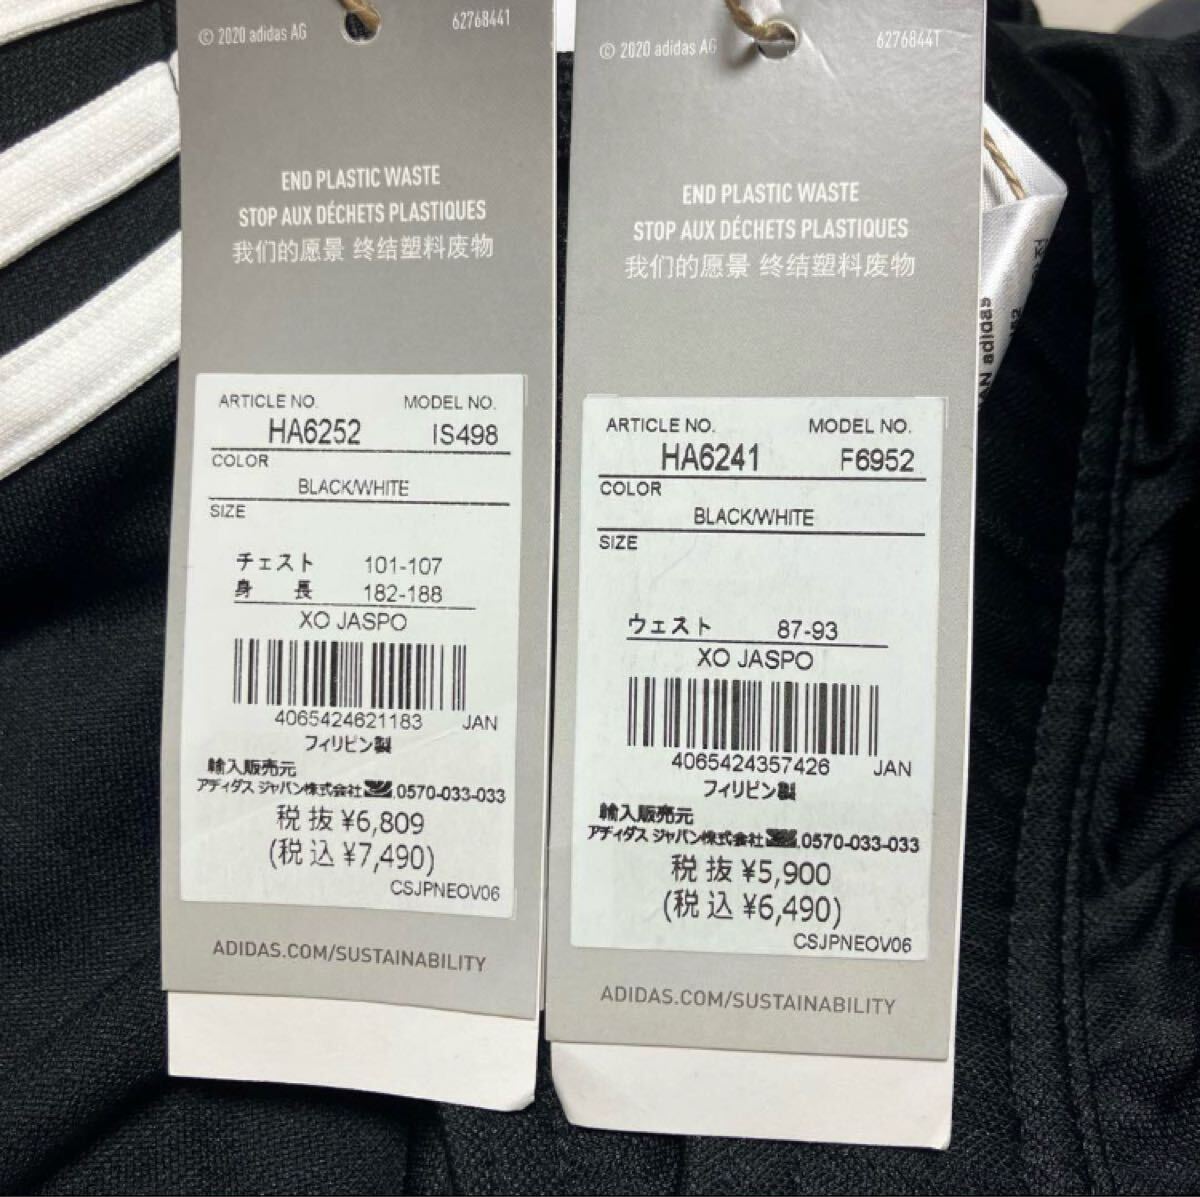 © 2020 adidas AG
62768441
END PLASTIC WASTE
STOP AUX DÉCHETS PLASTIQUES
我们的愿景 终结塑料废物
ARTICLE NO. MODEL NO.
HA6252 IS498
COLOR
BLACK/WHITE
SIZE
チェスト 101-107
身 長 182-188
XO JASPO
4065424621183 JAN
フィリピン製
輸入販売元
アディダス ジャパン株式会社 0570-033-033
税抜 ¥6,809
(税込 ¥7,490)
CSJPNEOV06
ADIDAS.COM/SUSTAINABILITY
© 2020 adidas AG
62768441
END PLASTIC WASTE
STOP AUX DÉCHETS PLASTIQUES
我们的愿景 终结塑料废物
ARTICLE NO. MODEL NO.
HA6241 F6952
COLOR
BLACK/WHITE
SIZE
ウェスト 87-93
XO JASPO
4065424357426 JAN
フィリピン製
輸入販売元
アディダス ジャパン株式会社 0570-033-033
税抜 ¥5,900
(税込 ¥6,490)
CSJPNEOV06
ADIDAS.COM/SUSTAINABILITY
adidas